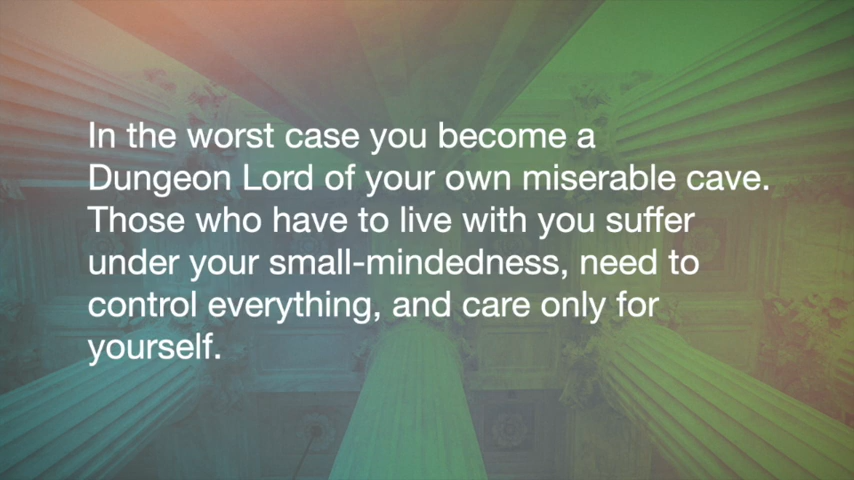 In the worst case you become a
Dungeon Lord of your own miserable cave.
Those who have to live with you suffer
under your small-mindedness, need to
control everything, and care only for
yourself.